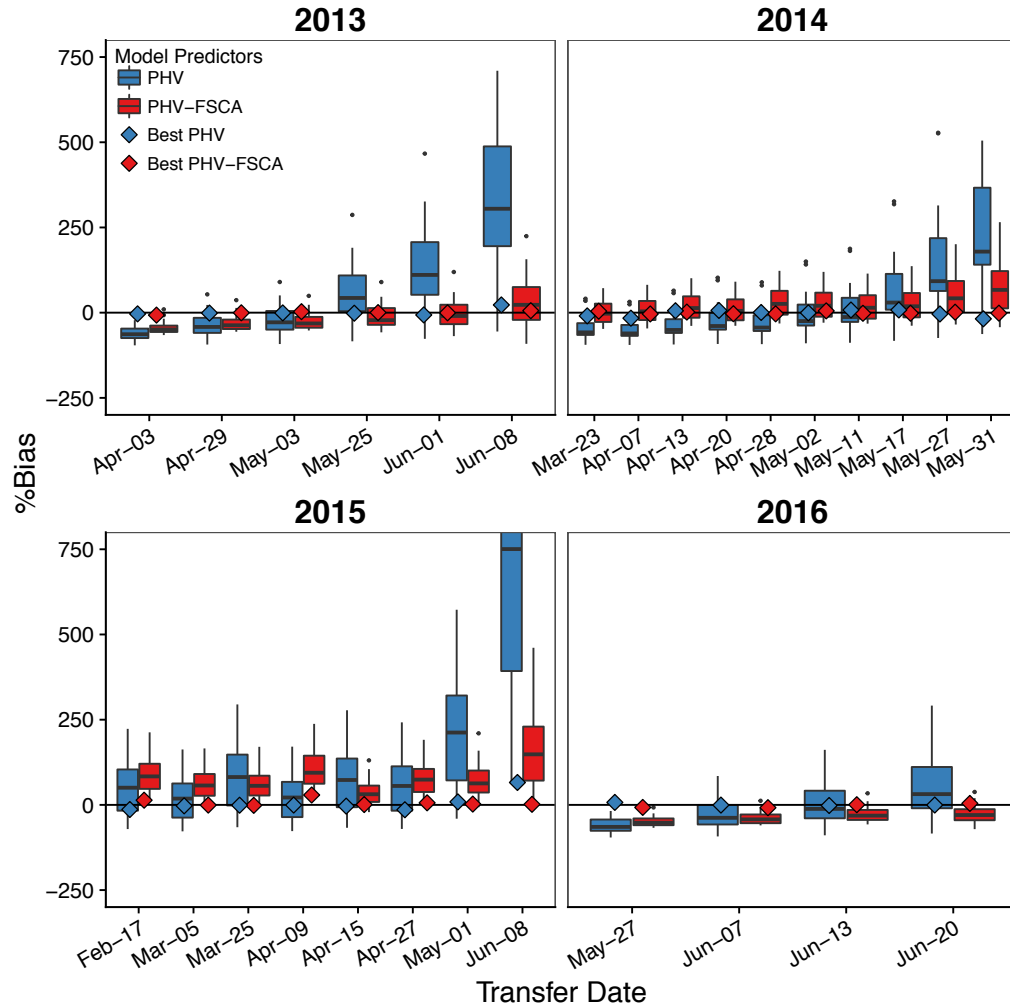 2013
2014
%Bias
750
500
250
0
−250
Model Predictors
PHV
PHV−FSCA
Best PHV
Best PHV−FSCA
Apr−03
Apr−29
May−03
May−25
Jun−01
Jun−08
Mar−23
Apr−07
Apr−13
Apr−20
Apr−28
May−02
May−11
May−17
May−27
May−31
2015
2016
750
500
250
0
−250
Feb−17
Mar−05
Mar−25
Apr−09
Apr−15
Apr−27
May−01
Jun−08
May−27
Jun−07
Jun−13
Jun−20
Transfer Date